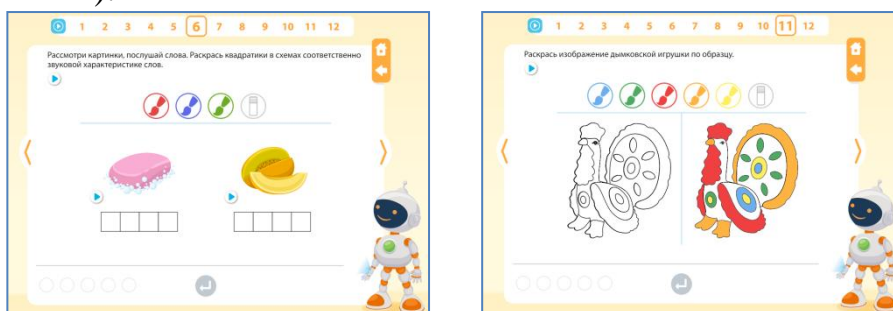 1 2 3 4 5 6 7 8 9 10 11 12
Рассмотри картинки, послушай слова. Раскрась квадратики в схемах соответственно
звуковой характеристике слов.
1 2 3 4 5 6 7 8 9 10 11 12
Раскрась изображение дымковской игрушки по образцу.